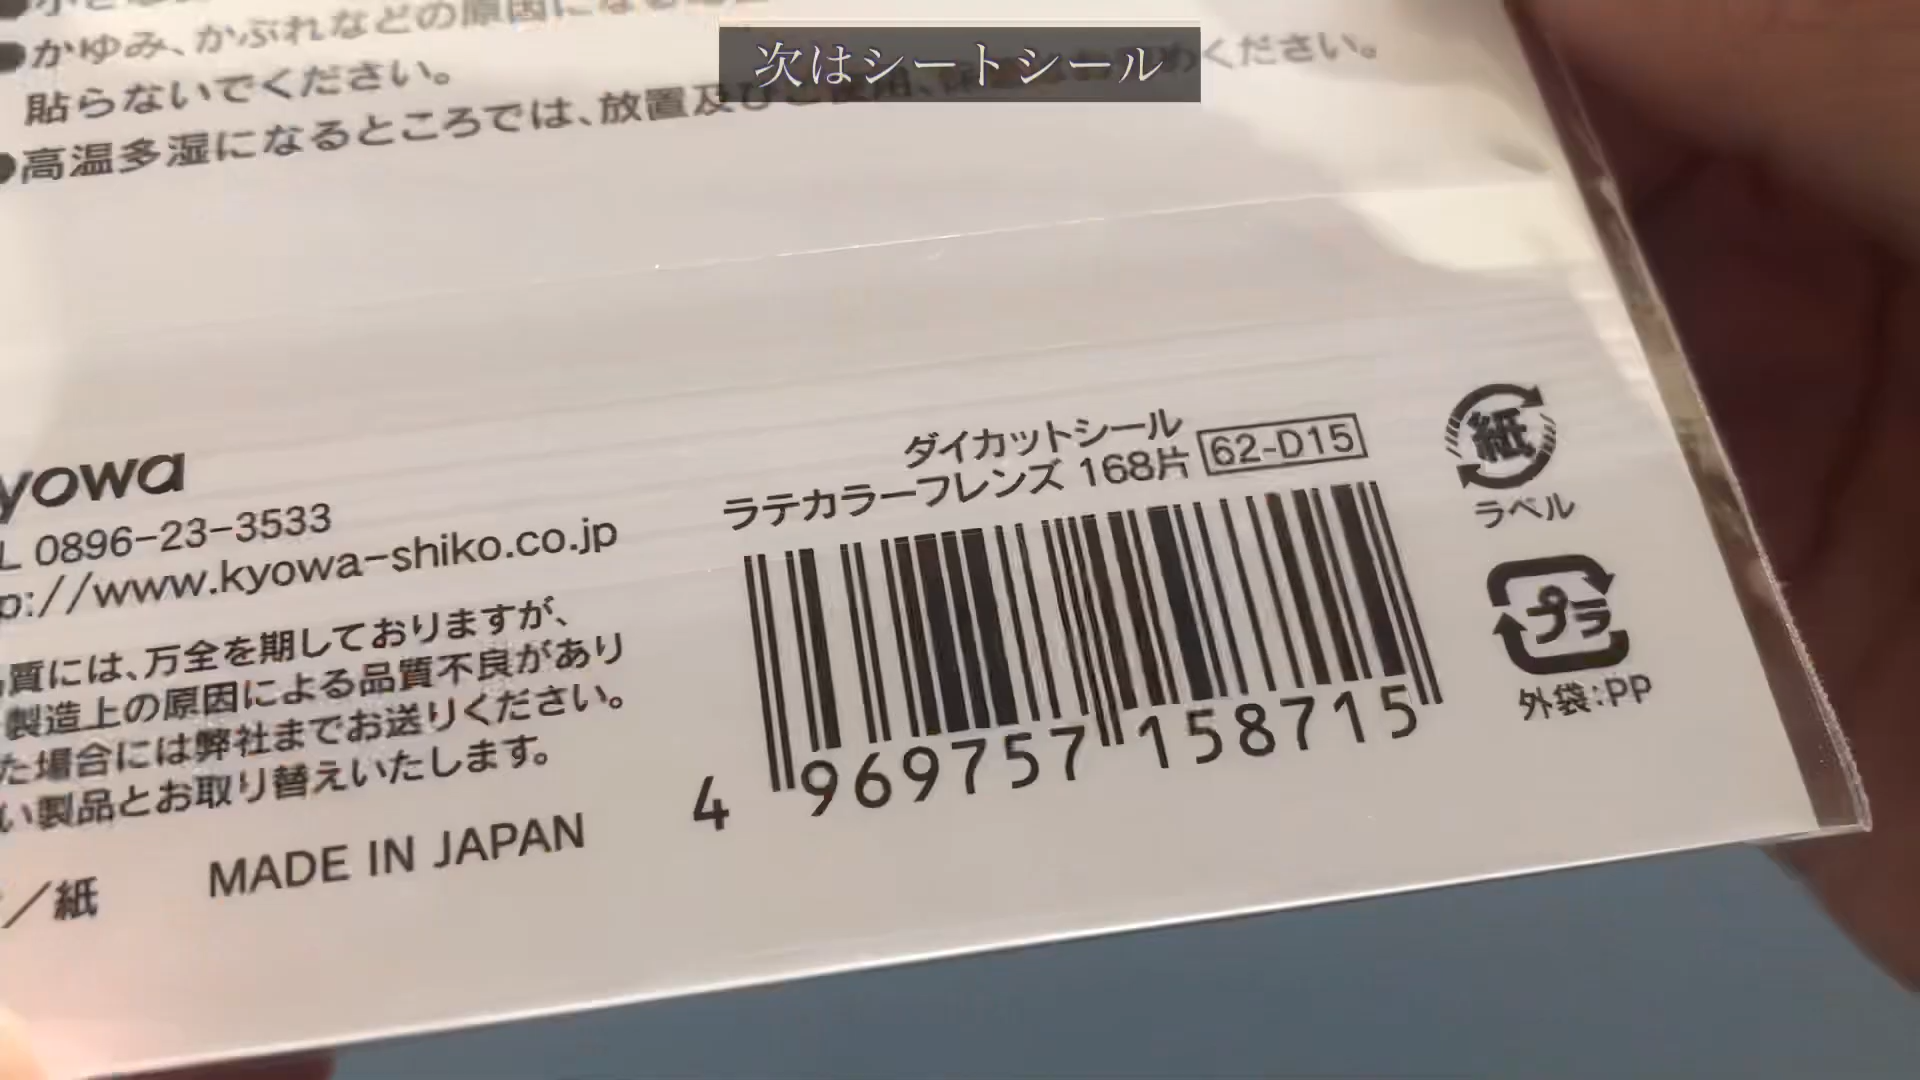 次はシートシール
●かゆみ、かぶれなどの原因になる
貼らないでください。
●高温多湿になるところでは、放置及び
ください。
yowa
L 0896-23-3533
p://www.kyowa-shiko.co.jp
質には、万全を期しておりますが、
製造上の原因による品質不良があり
た場合には弊社までお送りください。
い製品とお取り替えいたします。
/紙
MADE IN JAPAN
ダイカットシール
ラテカラーフレンズ 168片 62-D15
4 969757 158715
紙
ラベル
プラ
外袋:PP